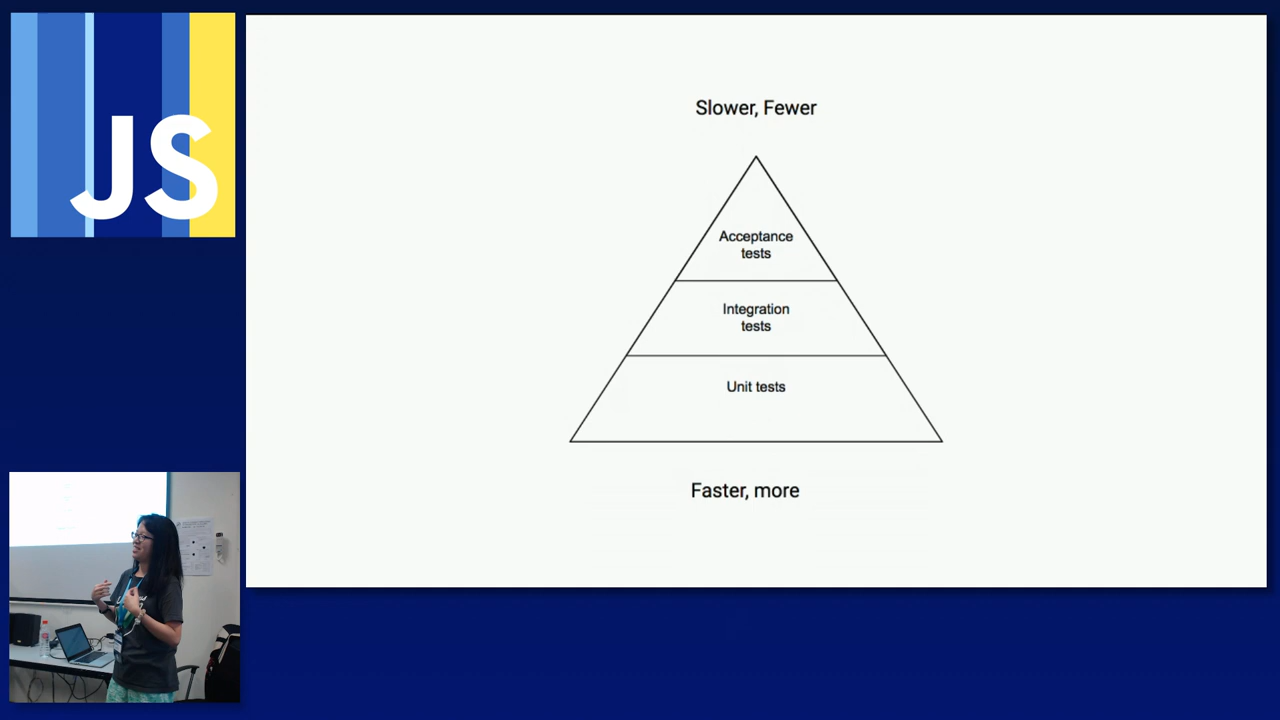 JS
Slower, Fewer
Acceptance
tests
Integration
tests
Unit tests
Faster, more